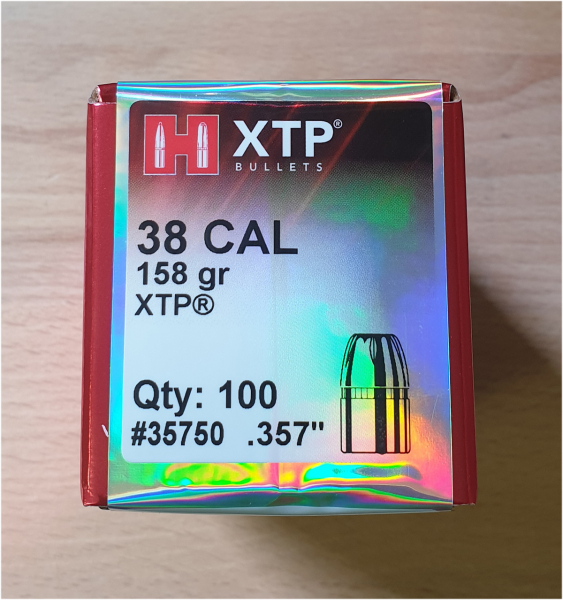 H XTP®
BULLETS
38 CAL
158 gr
XTP®
Qty: 100
#35750 .357"